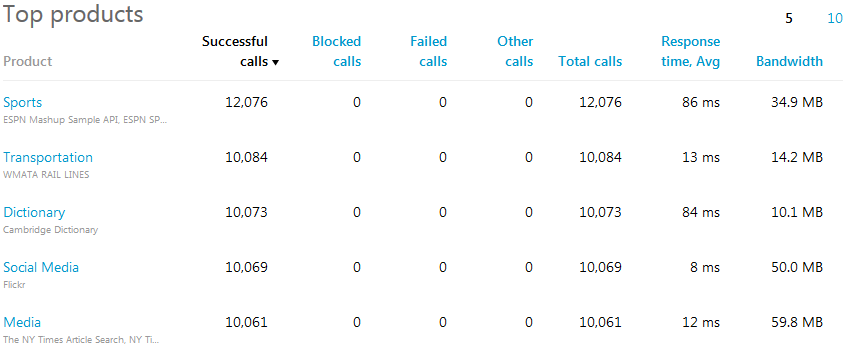 Top products
5 10
Product Successful calls Blocked calls Failed calls Other calls Total calls Response time, Avg Bandwidth
Sports 12,076 0 0 0 12,076 86 ms 34.9 MB
ESPN Mashup Sample API, ESPN SP...
Transportation 10,084 0 0 0 10,084 13 ms 14.2 MB
WMATA RAIL LINES
Dictionary 10,073 0 0 0 10,073 84 ms 10.1 MB
Cambridge Dictionary
Social Media 10,069 0 0 0 10,069 8 ms 50.0 MB
Flickr
Media 10,061 0 0 0 10,061 12 ms 59.8 MB
The NY Times Article Search, NY Ti...